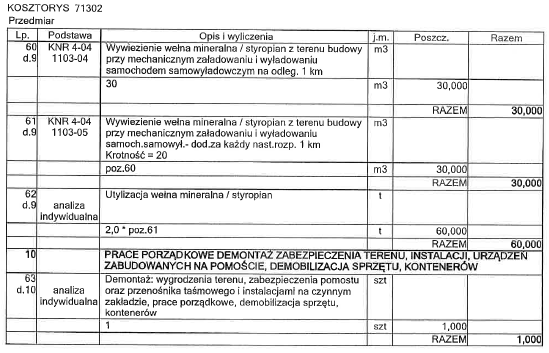 KOSZTORYS 71302
Przedmiar
Lp. Podstawa Opis i wyliczenia j.m. Poszcz. Razem
60 KNR 4-04 Wywiezienie wełna mineralna / styropian z terenu budowy m3
d.9 1103-04 przy mechanicznym załadowaniu i wyładowaniu
samochodem samowyładowczym na odleg. 1 km
30 m3 30,000
RAZEM 30,000
61 KNR 4-04 Wywiezienie wełna mineralna / styropian z terenu budowy m3
d.9 1103-05 przy mechanicznym załadowaniu i wyładowaniu
samoch.samowył.- dod.za każdy nast.rozp. 1 km
Krotność = 20
poz.60 m3 30,000
RAZEM 30,000
62 Utylizacja wełna mineralna / styropian t
d.9 analiza
indywidualna
2,0 * poz.61 t 60,000
RAZEM 60,000
10 PRACE PORZĄDKOWE DEMONTAŻ ZABEZPIECZENIA TERENU, INSTALACJI, URZĄDZEŃ
ZABUDOWANYCH NA POMOŚCIE, DEMOBILIZACJA SPRZĘTU, KONTENERÓW
63 Demontaż: wygrodzenia terenu, zabezpieczenia pomostu szt
d.10 analiza oraz przenośnika taśmowego i instalacjami na czynnym
indywidualna zakładzie, prace porządkowe, demobilizacja sprzętu,
kontenerów
1 szt 1,000
RAZEM 1,000